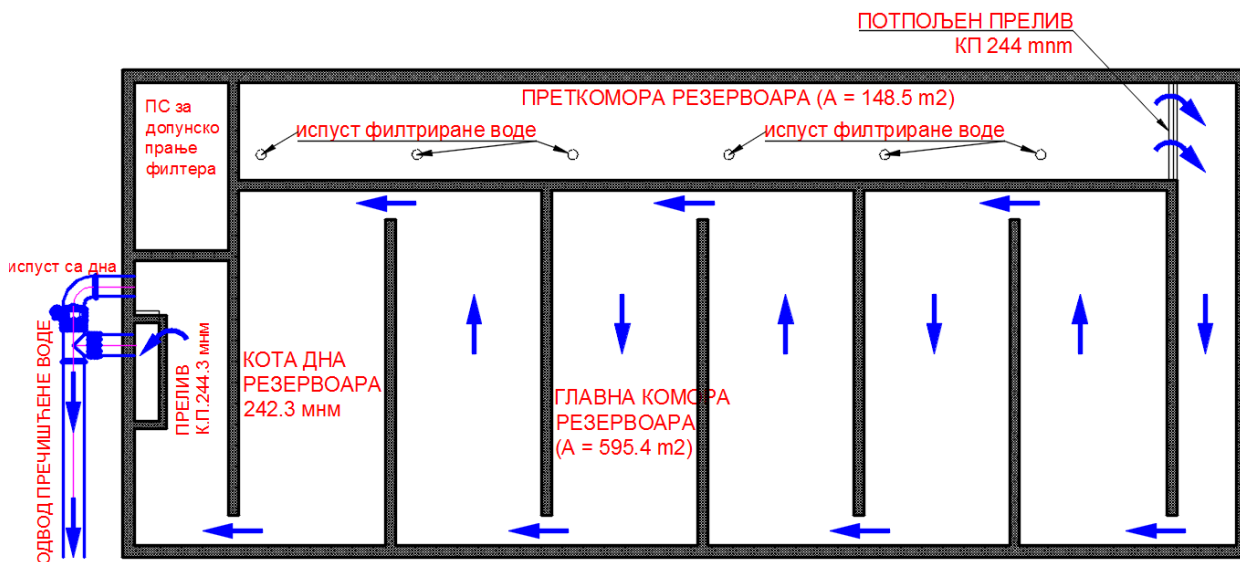 ПОТПОЉЕН ПРЕЛИВ
КП 244 mnm
ПС за
допунско
прање
филтера
ПРЕТКОМОРА РЕЗЕРВОАРА (А = 148.5 m2)
испуст филтриране воде
испуст филтриране воде
испуст са дна
ОДВОД ПРЕЧИШЋЕНЕ ВОДЕ
ПРЕЛИВ
К.П.244.3 мнм
КОТА ДНА
РЕЗЕРВОАРА
242.3 мнм
ГЛАВНА КОМОРА
РЕЗЕРВОАРА
(А = 595.4 m2)